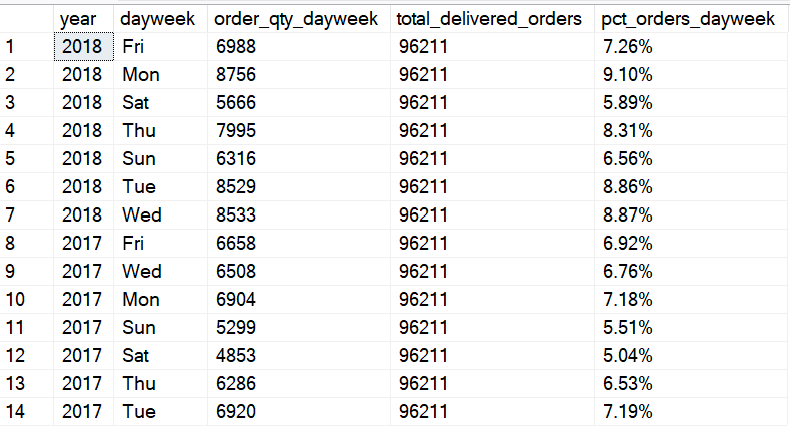 year dayweek order_qty_dayweek total_delivered_orders pct_orders_dayweek
1 2018 Fri 6988 96211 7.26%
2 2018 Mon 8756 96211 9.10%
3 2018 Sat 5666 96211 5.89%
4 2018 Thu 7995 96211 8.31%
5 2018 Sun 6316 96211 6.56%
6 2018 Tue 8529 96211 8.86%
7 2018 Wed 8533 96211 8.87%
8 2017 Fri 6658 96211 6.92%
9 2017 Wed 6508 96211 6.76%
10 2017 Mon 6904 96211 7.18%
11 2017 Sun 5299 96211 5.51%
12 2017 Sat 4853 96211 5.04%
13 2017 Thu 6286 96211 6.53%
14 2017 Tue 6920 96211 7.19%